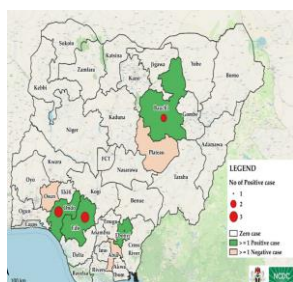 Sokoto
Katsina
Jigawa
Yobe
Zamfara
Kano
Borno
Kebbi
Bauchi
Kaduna
Gombe
Niger
Adamawa
Plateau
FCT
Nasarawa
Kwara
Taraba
Oyo
Ekiti
Kogi
Osun
Benue
Ogun
Ondo
Edo
Enugu
Ebonyi
Lagos
Anambra
Cross
River
Delta
Rivers
Bayelsa
Akwa
Ibom
LEGEND
No of Positive case
1
2
3
Zero case
>= 1 Positive case
>= 1 Negative case
NCDC